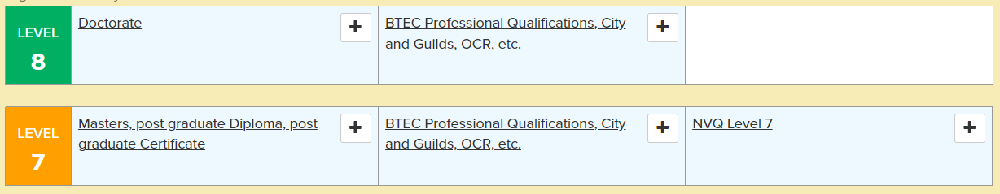 LEVEL
8
Doctorate
BTEC Professional Qualifications, City
and Guilds, OCR, etc.
LEVEL
7
Masters, post graduate Diploma, post
graduate Certificate
BTEC Professional Qualifications, City
and Guilds, OCR, etc.
NVQ Level 7